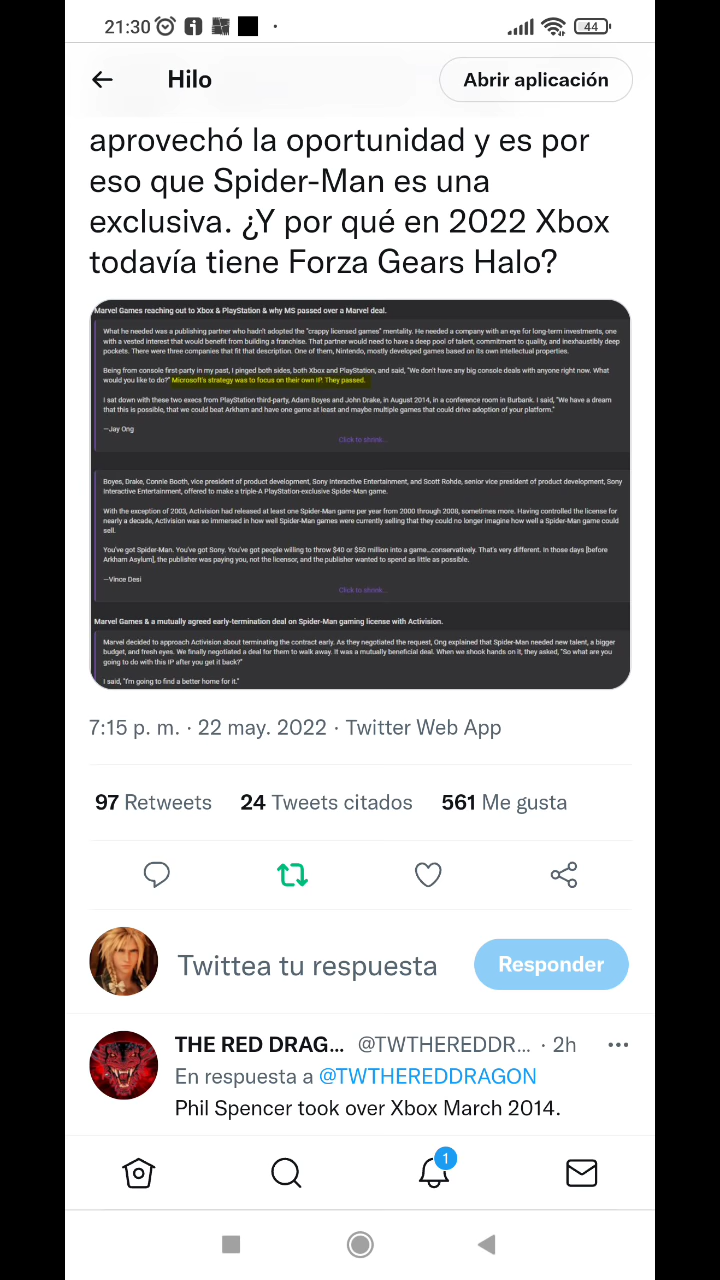 21:30
44
Hilo
Abrir aplicación
aprovechó la oportunidad y es por
eso que Spider-Man es una
exclusiva. ¿Y por qué en 2022 Xbox
todavía tiene Forza Gears Halo?
Marvel Games reaching out to Xbox & PlayStation & why MS passed over a Marvel deal.
What he needed was a publishing partner who hadn't adopted the "crappy licensed games" mentality. He needed a company with an eye for long-term investments, one
with a vested interest that would benefit from building a franchise. That partner would need to have a deep pool of talent, commitment to quality, and inexhaustibly deep
pockets. There were three companies that fit that description. One of them, Nintendo, mostly developed games based on its own intellectual properties.
Being from console first-party in my past, I pinged both sides, both Xbox and PlayStation, and said, "We don't have any big console deals with anyone right now. What
would you like to do?" Microsoft's strategy was to focus on their own IP. They passed.
I sat down with these two execs from PlayStation third-party, Adam Boyes and John Drake, in August 2014, in a conference room in Burbank. I said, "We have a dream
that this is possible, that we could beat Arkham and have one game at least and maybe multiple games that could drive adoption of your platform."
—Jay Ong
Click to shrink...
Boyes, Drake, Connie Booth, vice president of product development, Sony Interactive Entertainment, and Scott Rohde, senior vice president of product development, Sony
Interactive Entertainment, offered to make a triple-A PlayStation-exclusive Spider-Man game.
With the exception of 2003, Activision had released at least one Spider-Man game per year from 2000 through 2008, sometimes more. Having controlled the license for
nearly a decade, Activision was so immersed in how well Spider-Man games were currently selling that they could no longer imagine how well a Spider-Man game could
sell.
You've got Spider-Man. You've got Sony. You've got people willing to throw $40 or $50 million into a game...conservatively. That's very different. In those days [before
Arkham Asylum], the publisher was paying you, not the licensor, and the publisher wanted to spend as little as possible.
—Vince Desi
Click to shrink...
Marvel Games & a mutually agreed early-termination deal on Spider-Man gaming license with Activision.
Marvel decided to approach Activision about terminating the contract early. As they negotiated the request, Ong explained that Spider-Man needed new talent, a bigger
budget, and fresh eyes. We finally negotiated a deal for them to walk away. It was a mutually beneficial deal. When we shook hands on it, they asked, "So what are you
going to do with this IP after you get it back?"
I said, "I'm going to find a better home for it."
7:15 p. m. · 22 may. 2022 · Twitter Web App
97 Retweets 24 Tweets citados 561 Me gusta
Twittea tu respuesta
Responder
THE RED DRAG... @TWTHEREDDR... · 2h
En respuesta a @TWTHEREDDRAGON
Phil Spencer took over Xbox March 2014.
1